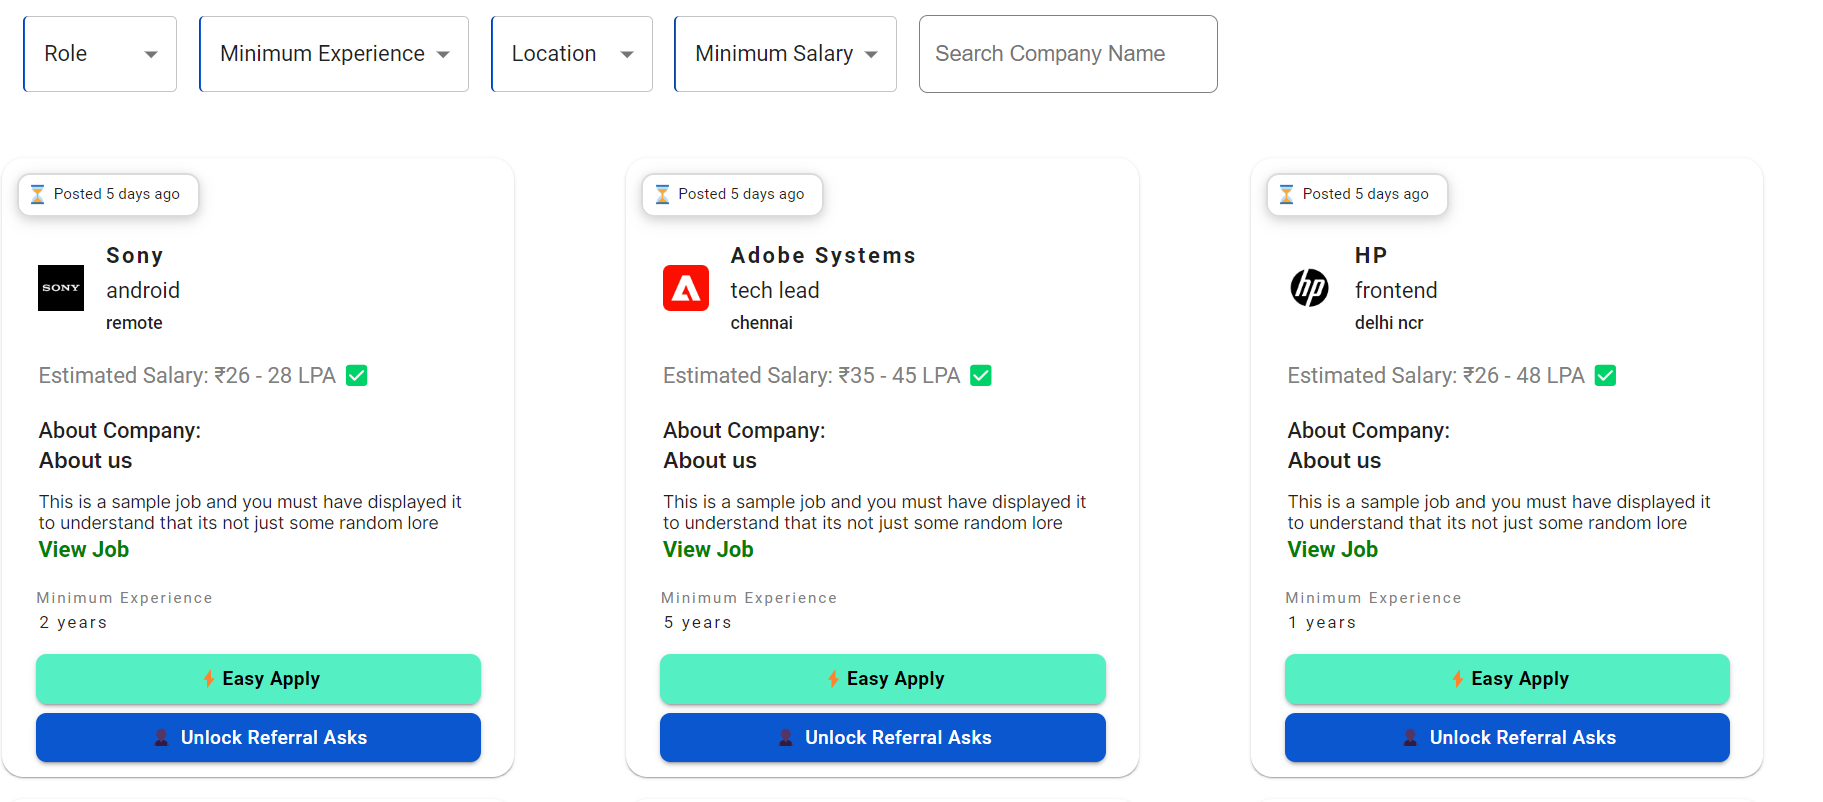 Role
Minimum Experience
Location
Minimum Salary
Search Company Name
Posted 5 days ago
SONY
Sony
android
remote
Estimated Salary: ₹26 - 28 LPA
About Company:
About us
This is a sample job and you must have displayed it
to understand that its not just some random lore
View Job
Minimum Experience
2 years
Easy Apply
Unlock Referral Asks
Posted 5 days ago
Adobe Systems
tech lead
chennai
Estimated Salary: ₹35 - 45 LPA
About Company:
About us
This is a sample job and you must have displayed it
to understand that its not just some random lore
View Job
Minimum Experience
5 years
Easy Apply
Unlock Referral Asks
Posted 5 days ago
hp
HP
frontend
delhi ncr
Estimated Salary: ₹26 - 48 LPA
About Company:
About us
This is a sample job and you must have displayed it
to understand that its not just some random lore
View Job
Minimum Experience
1 years
Easy Apply
Unlock Referral Asks